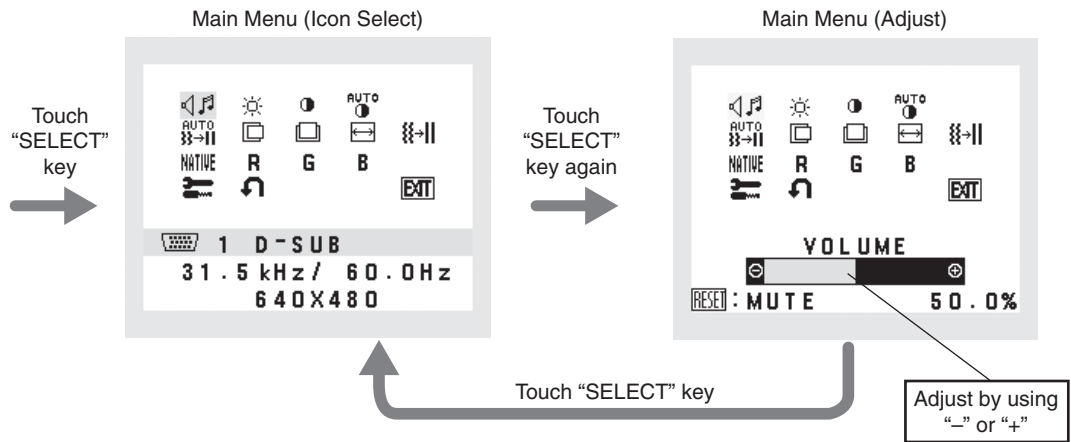 Main Menu (Icon Select)
Touch
“SELECT”
key
AUTO
AUTO
NATIVE R G B
EXIT
1 D-SUB
31.5kHz/ 60.0Hz
640X480
Touch
“SELECT”
key again
Main Menu (Adjust)
AUTO
AUTO
NATIVE R G B
EXIT
VOLUME
RESET:MUTE 50.0%
Touch “SELECT” key
Adjust by using
“–” or “+”